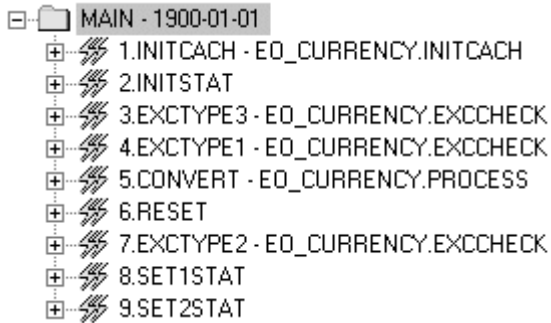 MAIN - 1900-01-01
1.INITCACH - EO_CURRENCY.INITCACH
2.INITSTAT
3.EXCTYPE3 - EO_CURRENCY.EXCCHECK
4.EXCTYPE1 - EO_CURRENCY.EXCCHECK
5.CONVERT - EO_CURRENCY.PROCESS
6.RESET
7.EXCTYPE2 - EO_CURRENCY.EXCCHECK
8.SET1STAT
9.SET2STAT